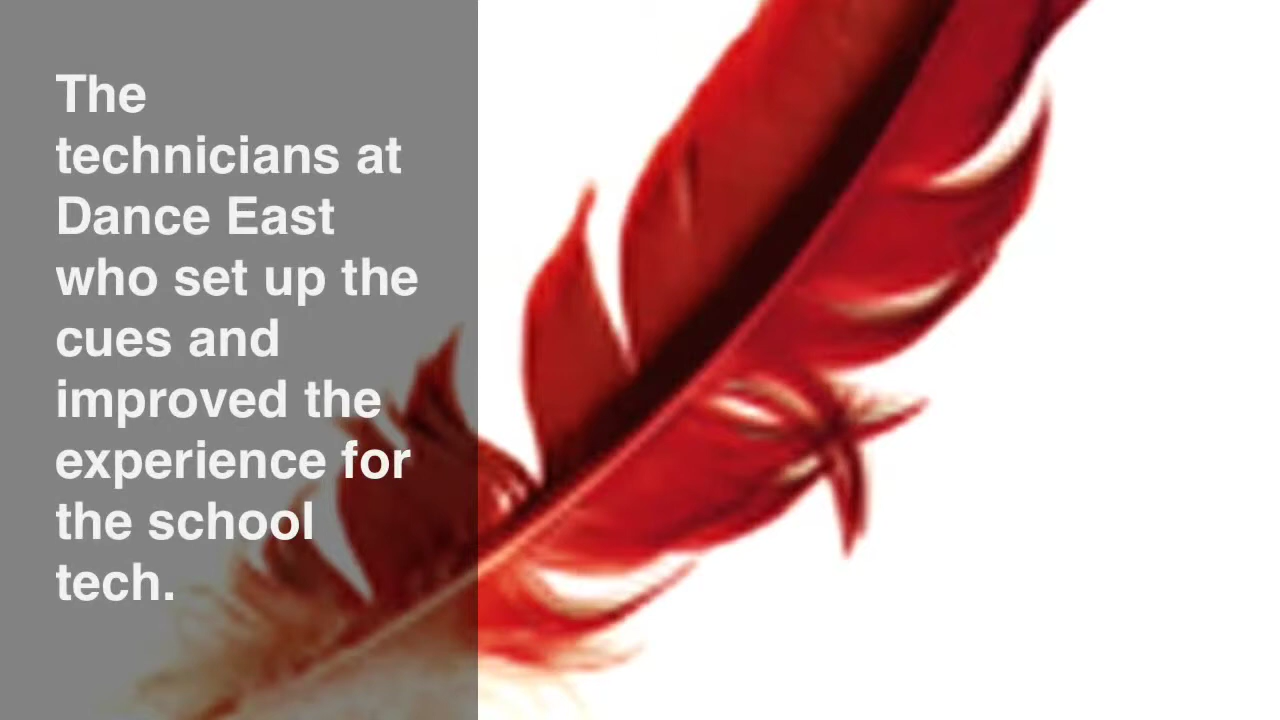 The
technicians at
Dance East
who set up the
cues and
improved the
experience for
the school
tech.